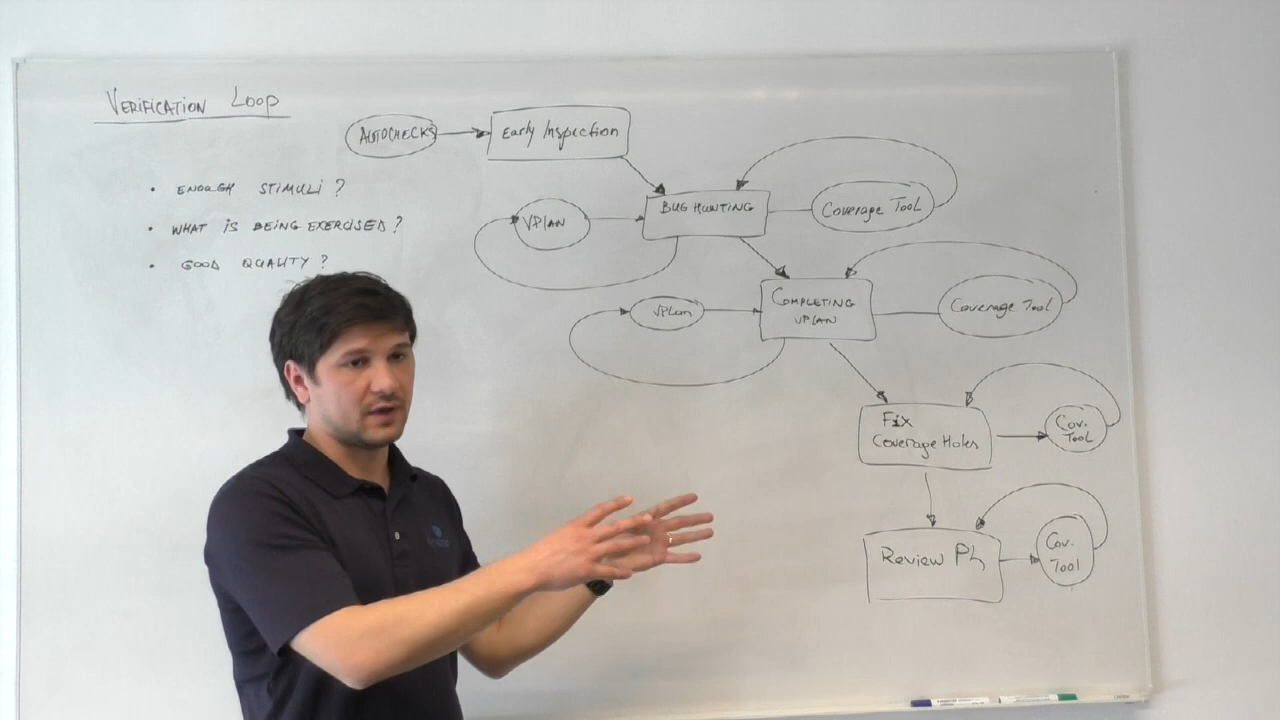 VERIFICATION LOOP
AUTOCHECKS
Early Inspection
• ENOUGH STIMULI ?
• WHAT IS BEING EXERCISED ?
• GOOD QUALITY ?
VPLAN
BUG HUNTING
Coverage Tool
VPLan
COMPLETING
VPLAN
Coverage Tool
Fix
Coverage Holes
Cov.
TOOL
Review Ph
Cov.
TOOL